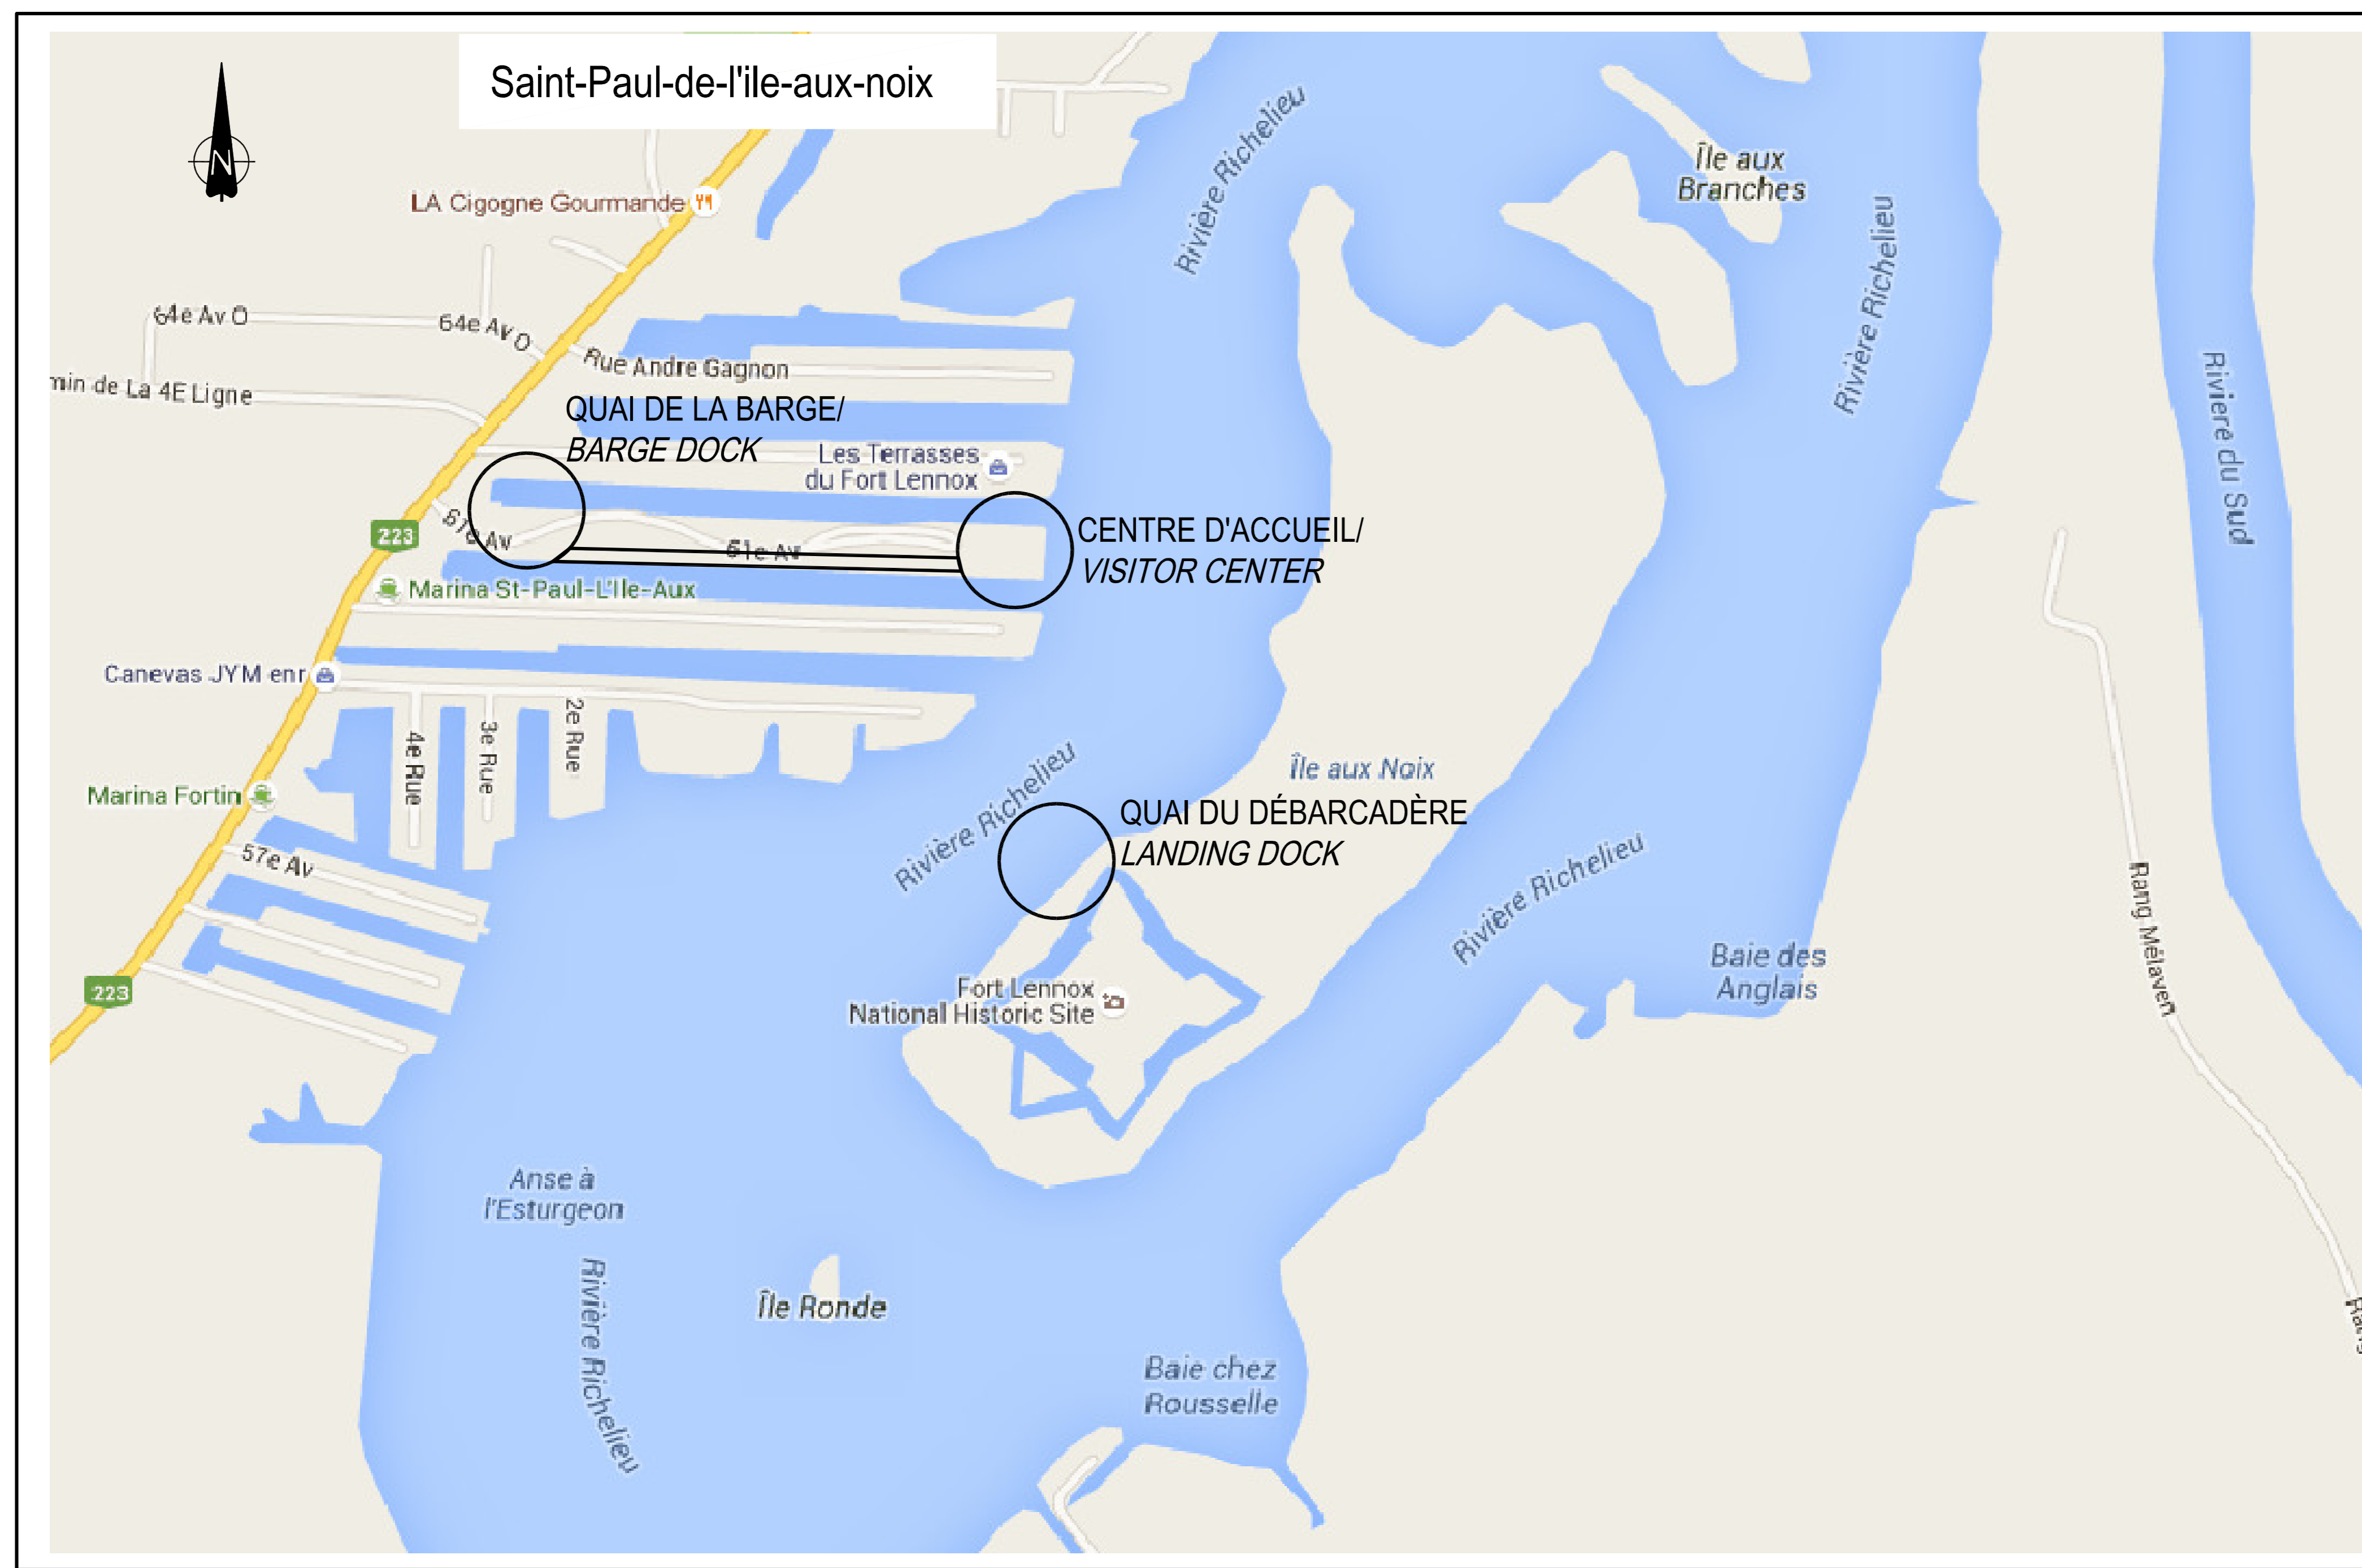 Saint-Paul-de-l'ile-aux-noix
N
Rivière Richelieu
Île aux
Branches
LA Cigogne Gourmande
Rivière Richelieu
64e Av O
64e Av O
Rue Andre Gagnon
min de La 4E Ligne
Riviere du Sud
QUAI DE LA BARGE/
BARGE DOCK
Les Terrasses
du Fort Lennox
61e Av
223
61e Av
CENTRE D'ACCUEIL/
VISITOR CENTER
Marina St-Paul-L'Ile-Aux
Canevas JYM enr
4e Rue
3e Rue
2e Rue
Rivière Richelieu
Île aux Noix
Marina Fortin
QUAI DU DÉBARCADÈRE
LANDING DOCK
57e Av
Rivière Richelieu
Rang Mélaven
Baie des
Anglais
223
Fort Lennox
National Historic Site
Anse à
l'Esturgeon
Rivière Richelieu
Île Ronde
Baie chez
Rousselle